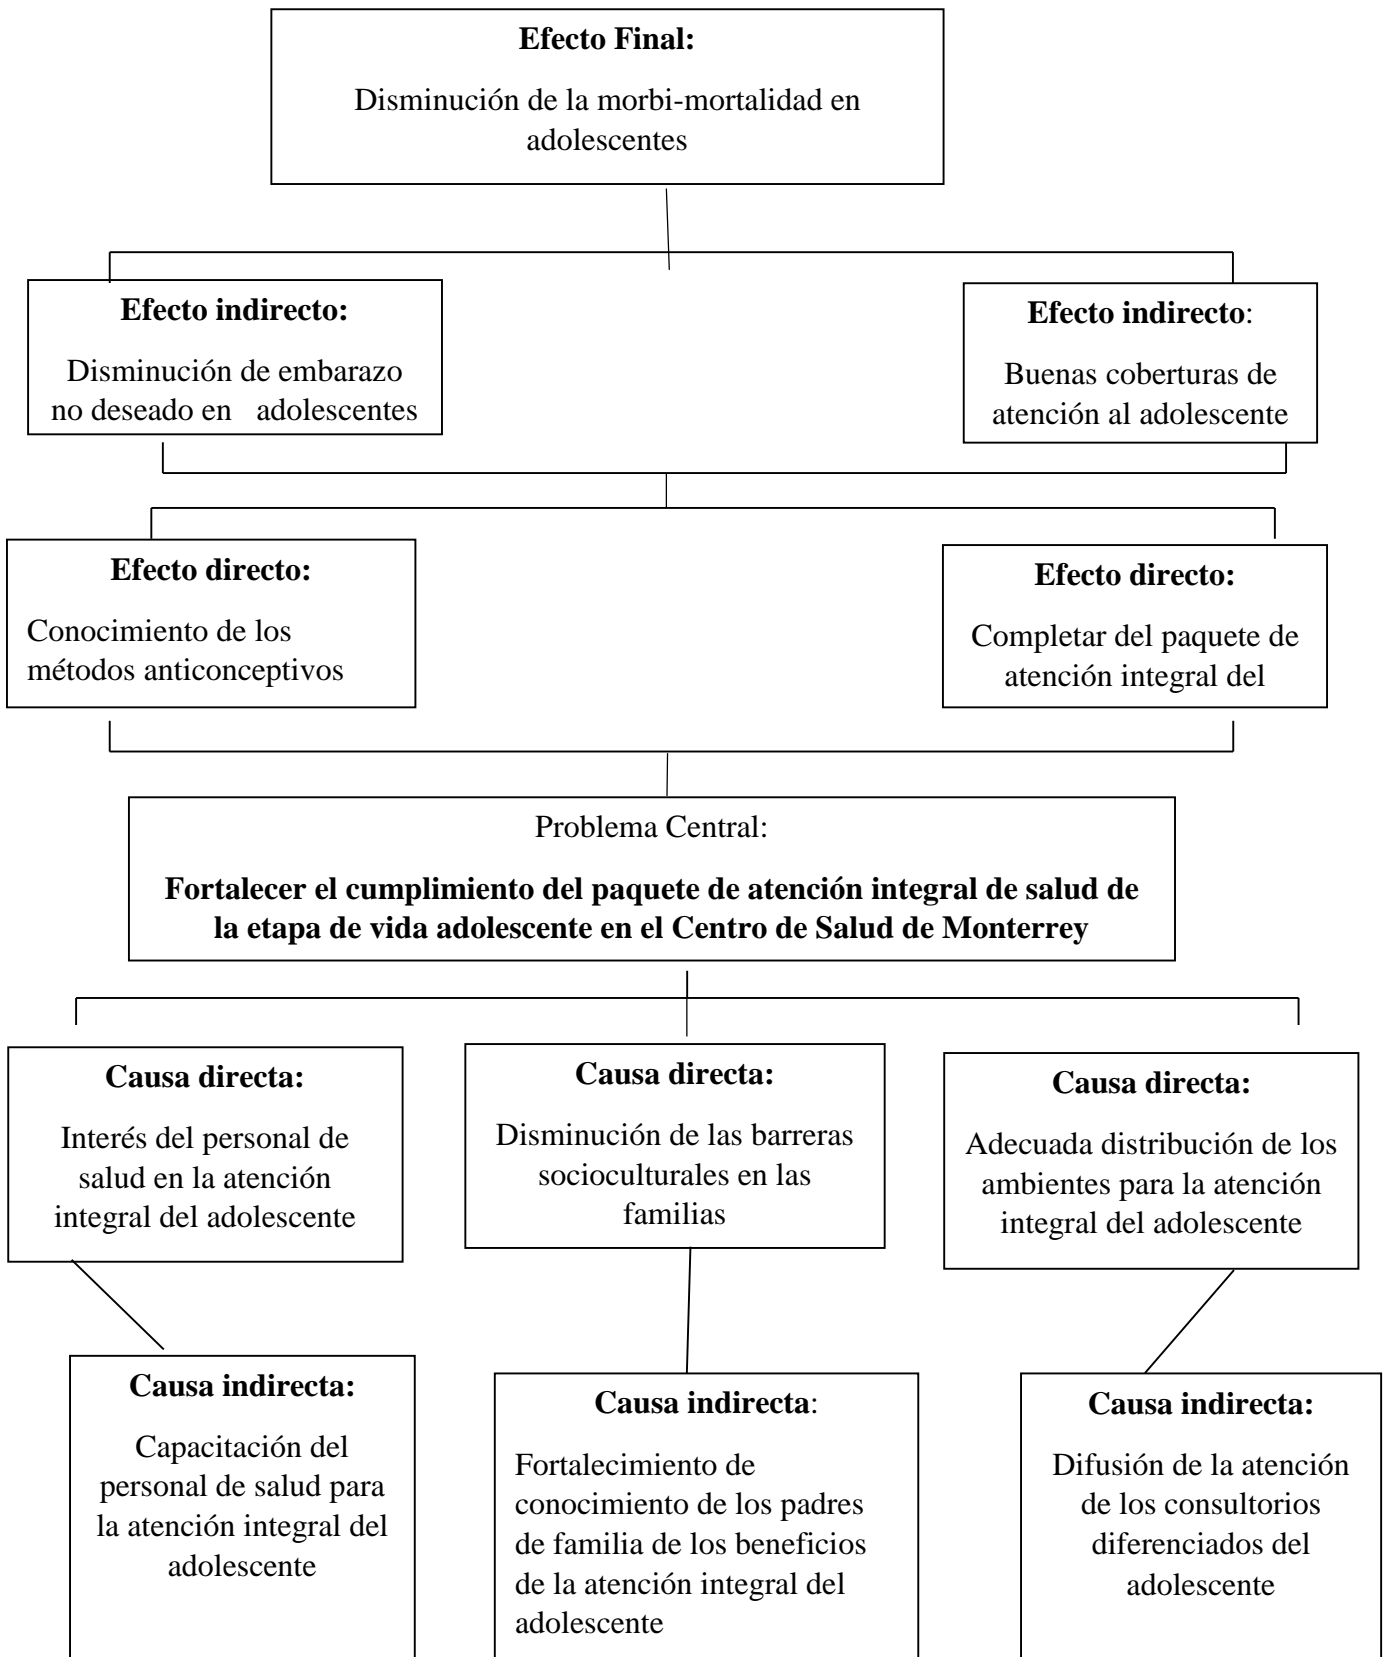 Efecto Final:
Disminución de la morbi-mortalidad en
adolescentes
Efecto indirecto:
Disminución de embarazo
no deseado en adolescentes
Efecto indirecto:
Buenas coberturas de
atención al adolescente
Efecto directo:
Conocimiento de los
métodos anticonceptivos
Efecto directo:
Completar del paquete de
atención integral del
Problema Central:
Fortalecer el cumplimiento del paquete de atención integral de salud de
la etapa de vida adolescente en el Centro de Salud de Monterrey
Causa directa:
Interés del personal de
salud en la atención
integral del adolescente
Causa directa:
Disminución de las barreras
socioculturales en las
familias
Causa directa:
Adecuada distribución de los
ambientes para la atención
integral del adolescente
Causa indirecta:
Capacitación del
personal de salud para
la atención integral del
adolescente
Causa indirecta:
Fortalecimiento de
conocimiento de los padres
de familia de los beneficios
de la atención integral del
adolescente
Causa indirecta:
Difusión de la atención
de los consultorios
diferenciados del
adolescente